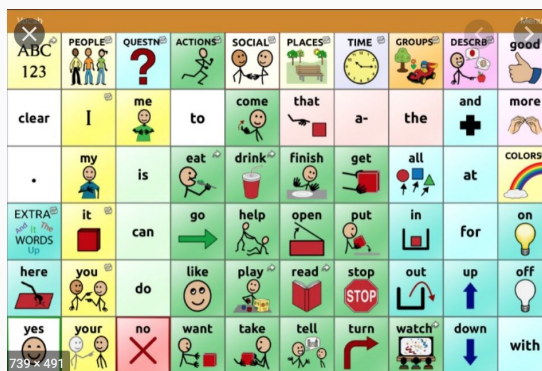 ABC PEOPLE QUESTN ACTIONS SOCIAL PLACES TIME GROUPS DESCRB good
123
clear I me to come that a- the and more
. my is eat drink finish get all at COLORS
EXTRA it can go help open put in for on
And It The
WORDS
Up
here you do like play read stop out up off
STOP
yes your no want take tell turn watch down with
739 × 491